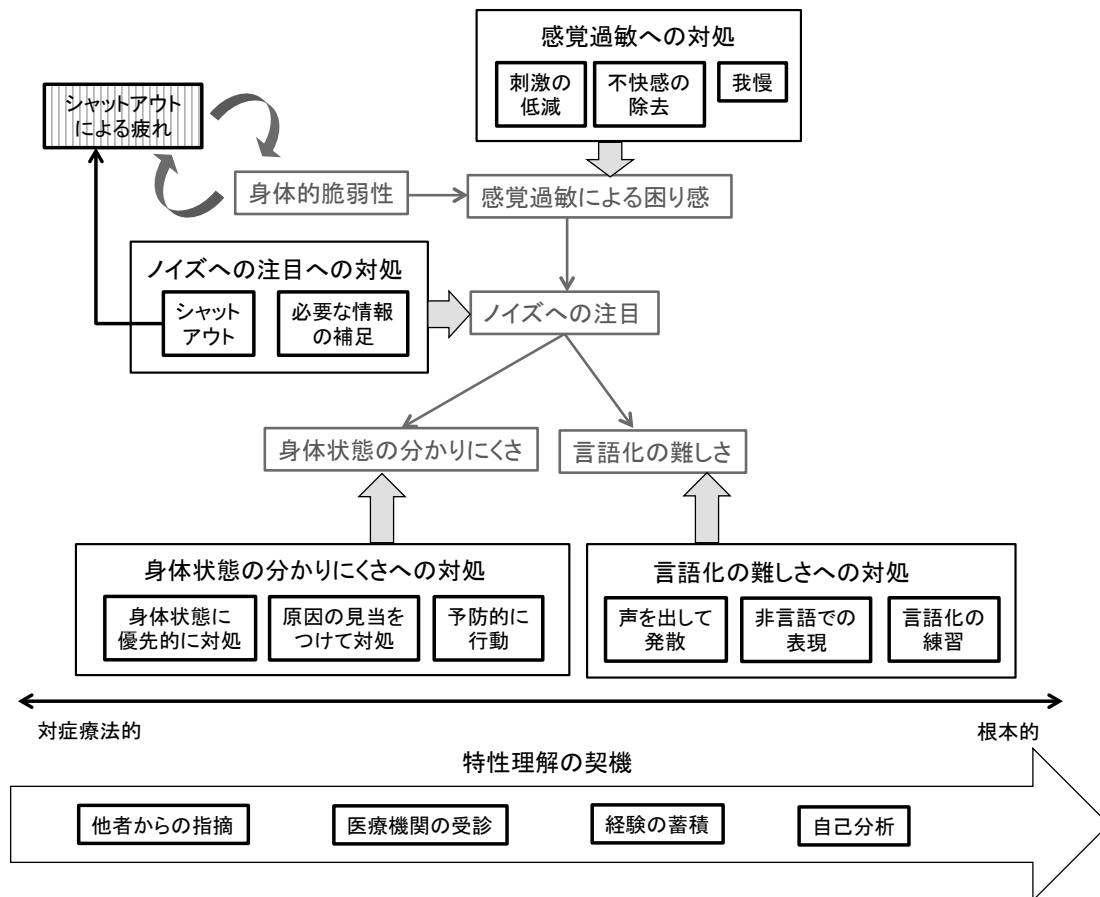 感覚過敏への対処
刺激の
低減
不快感の
除去
我慢
シャットアウト
による疲れ
身体的脆弱性
感覚過敏による困り感
ノイズへの注目への対処
シャット
アウト
必要な情報
の補足
ノイズへの注目
身体状態の分かりにくさ
言語化の難しさ
身体状態の分かりにくさへの対処
身体状態に
優先的に対処
原因の見当を
つけて対処
予防的に
行動
言語化の難しさへの対処
声を出して
発散
非言語での
表現
言語化の
練習
対症療法的
根本的
特性理解の契機
他者からの指摘
医療機関の受診
経験の蓄積
自己分析